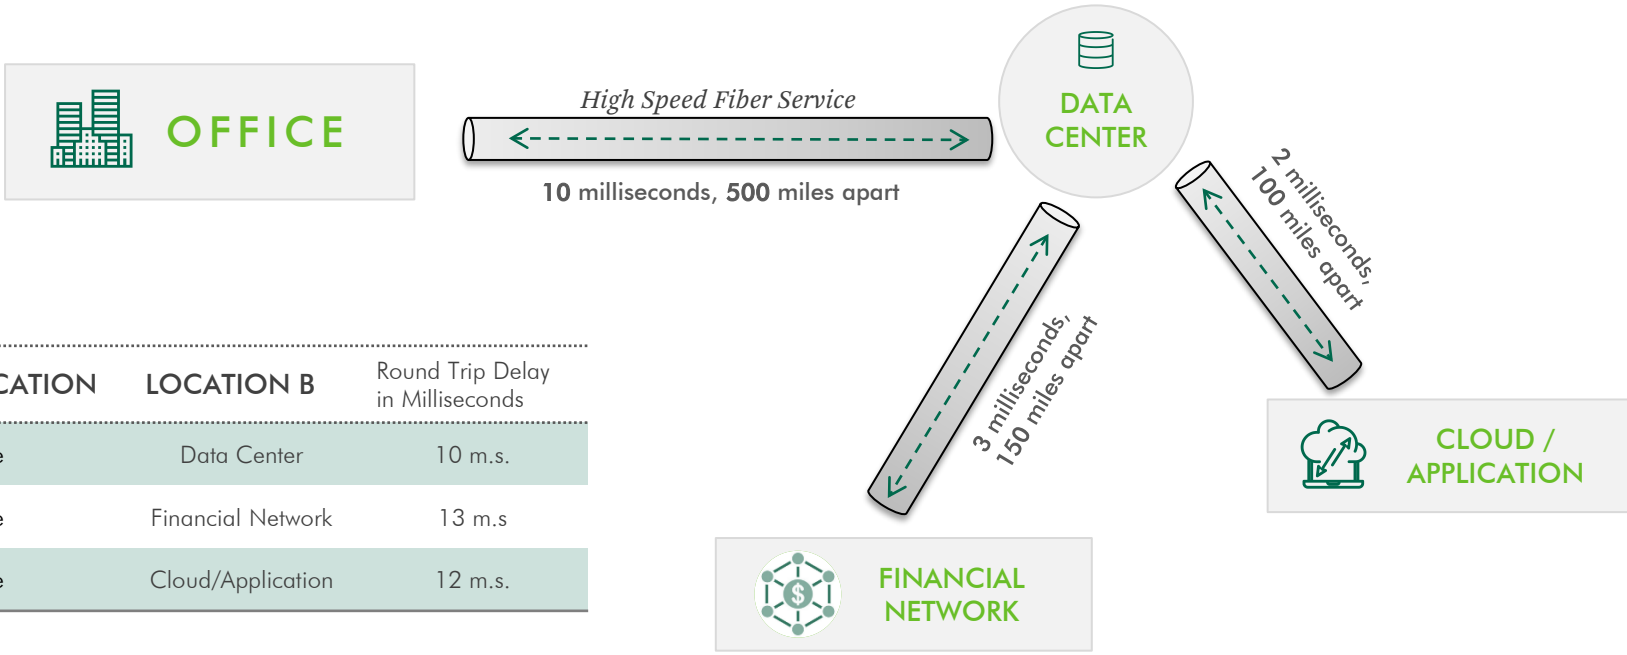 OFFICE
High Speed Fiber Service
10 milliseconds, 500 miles apart
DATA
CENTER
2 milliseconds,
100 miles apart
3 milliseconds,
150 miles apart
CLOUD /
APPLICATION
FINANCIAL
NETWORK
CATION LOCATION B Round Trip Delay
in Milliseconds
e Data Center 10 m.s.
e Financial Network 13 m.s
e Cloud/Application 12 m.s.